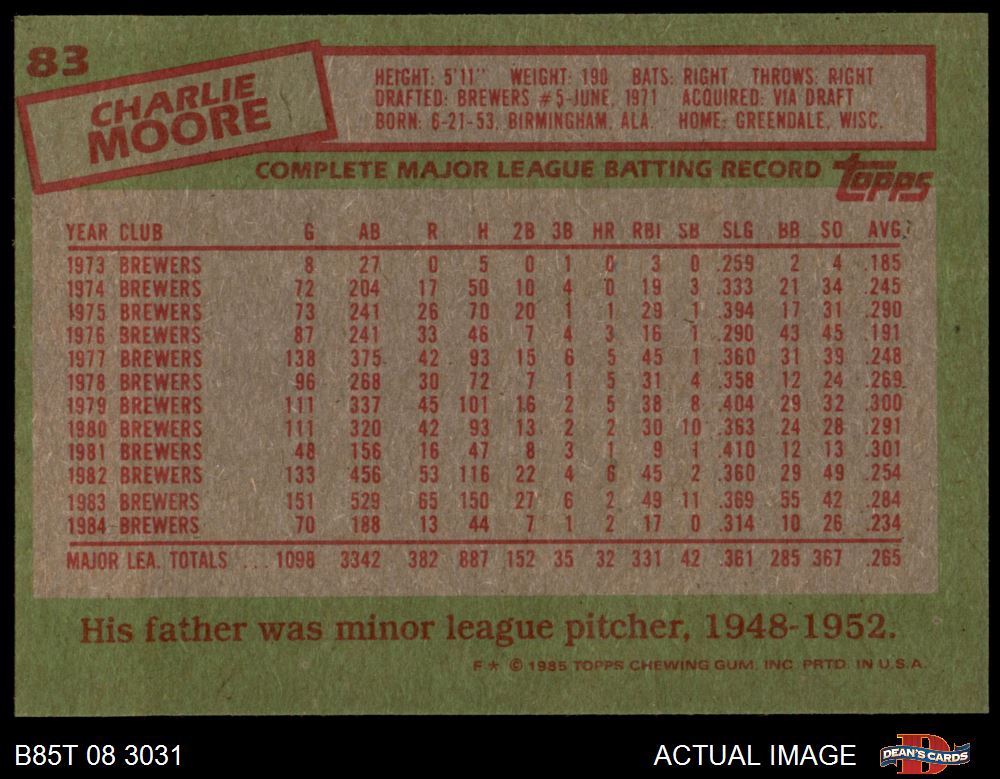 83
CHARLIE
MOORE
HEIGHT: 5'11" WEIGHT: 190 BATS: RIGHT THROWS: RIGHT
DRAFTED: BREWERS #5-JUNE, 1971 ACQUIRED: VIA DRAFT
BORN: 6-21-53, BIRMINGHAM, ALA. HOME: GREENDALE, WISC.
COMPLETE MAJOR LEAGUE BATTING RECORD
topps
YEAR CLUB G AB R H 2B 3B HR RBI SB SLG BB SO AVG.
1973 BREWERS 8 27 0 5 0 1 0 3 0 .259 2 4 .185
1974 BREWERS 72 204 17 50 10 4 0 19 3 .333 21 34 .245
1975 BREWERS 73 241 26 70 20 1 1 29 1 .394 17 31 .290
1976 BREWERS 87 241 33 46 7 4 3 16 1 .290 43 45 .191
1977 BREWERS 138 375 42 93 15 6 5 45 1 .360 31 39 .248
1978 BREWERS 96 268 30 72 7 1 5 31 4 .358 12 24 .269
1979 BREWERS 111 337 45 101 16 2 5 38 8 .404 29 32 .300
1980 BREWERS 111 320 42 93 13 2 2 30 10 .363 24 28 .291
1981 BREWERS 48 156 16 47 8 3 1 9 1 .410 12 13 .301
1982 BREWERS 133 456 53 116 22 4 6 45 2 .360 29 49 .254
1983 BREWERS 151 529 65 150 27 6 2 49 11 .369 55 42 .284
1984 BREWERS 70 188 13 44 7 1 2 17 0 .314 10 26 .234
MAJOR LEA. TOTALS ... 1098 3342 382 887 152 35 32 331 42 .361 285 367 .265
His father was minor league pitcher, 1948-1952.
F* © 1985 TOPPS CHEWING GUM, INC. PRTD. IN U.S.A.
B85T 08 3031
ACTUAL IMAGE
D
DEAN'S CARDS